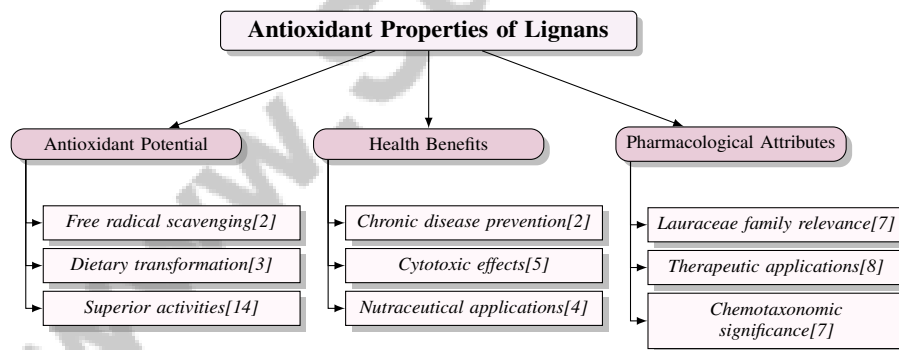 Antioxidant Properties of Lignans
Antioxidant Potential
Health Benefits
Pharmacological Attributes
Free radical scavenging[2]
Dietary transformation[3]
Superior activities[14]
Chronic disease prevention[2]
Cytotoxic effects[5]
Nutraceutical applications[4]
Lauraceae family relevance[7]
Therapeutic applications[8]
Chemotaxonomic
significance[7]